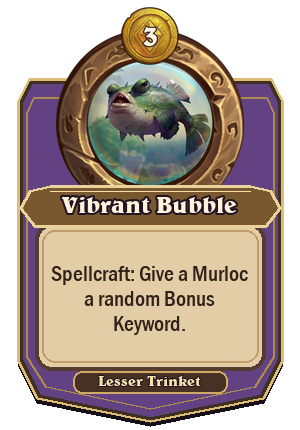 3
Vibrant Bubble
Spellcraft: Give a Murloc
a random Bonus
Keyword.
Lesser Trinket